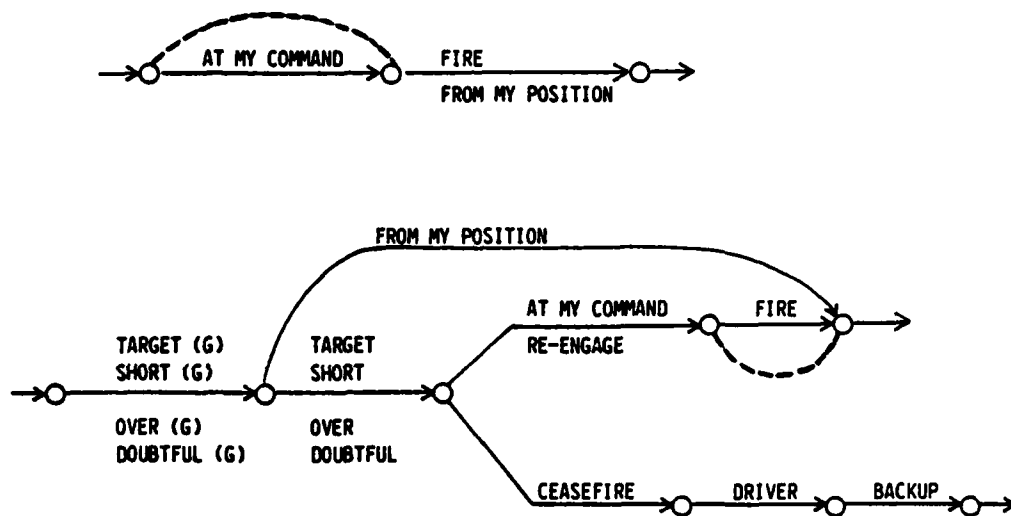 AT MY COMMAND
FIRE
FROM MY POSITION
FROM MY POSITION
AT MY COMMAND
RE-ENGAGE
FIRE
TARGET (G)
SHORT (G)
OVER (G)
DOUBTFUL (G)
TARGET
SHORT
OVER
DOUBTFUL
CEASEFIRE
DRIVER
BACKUP